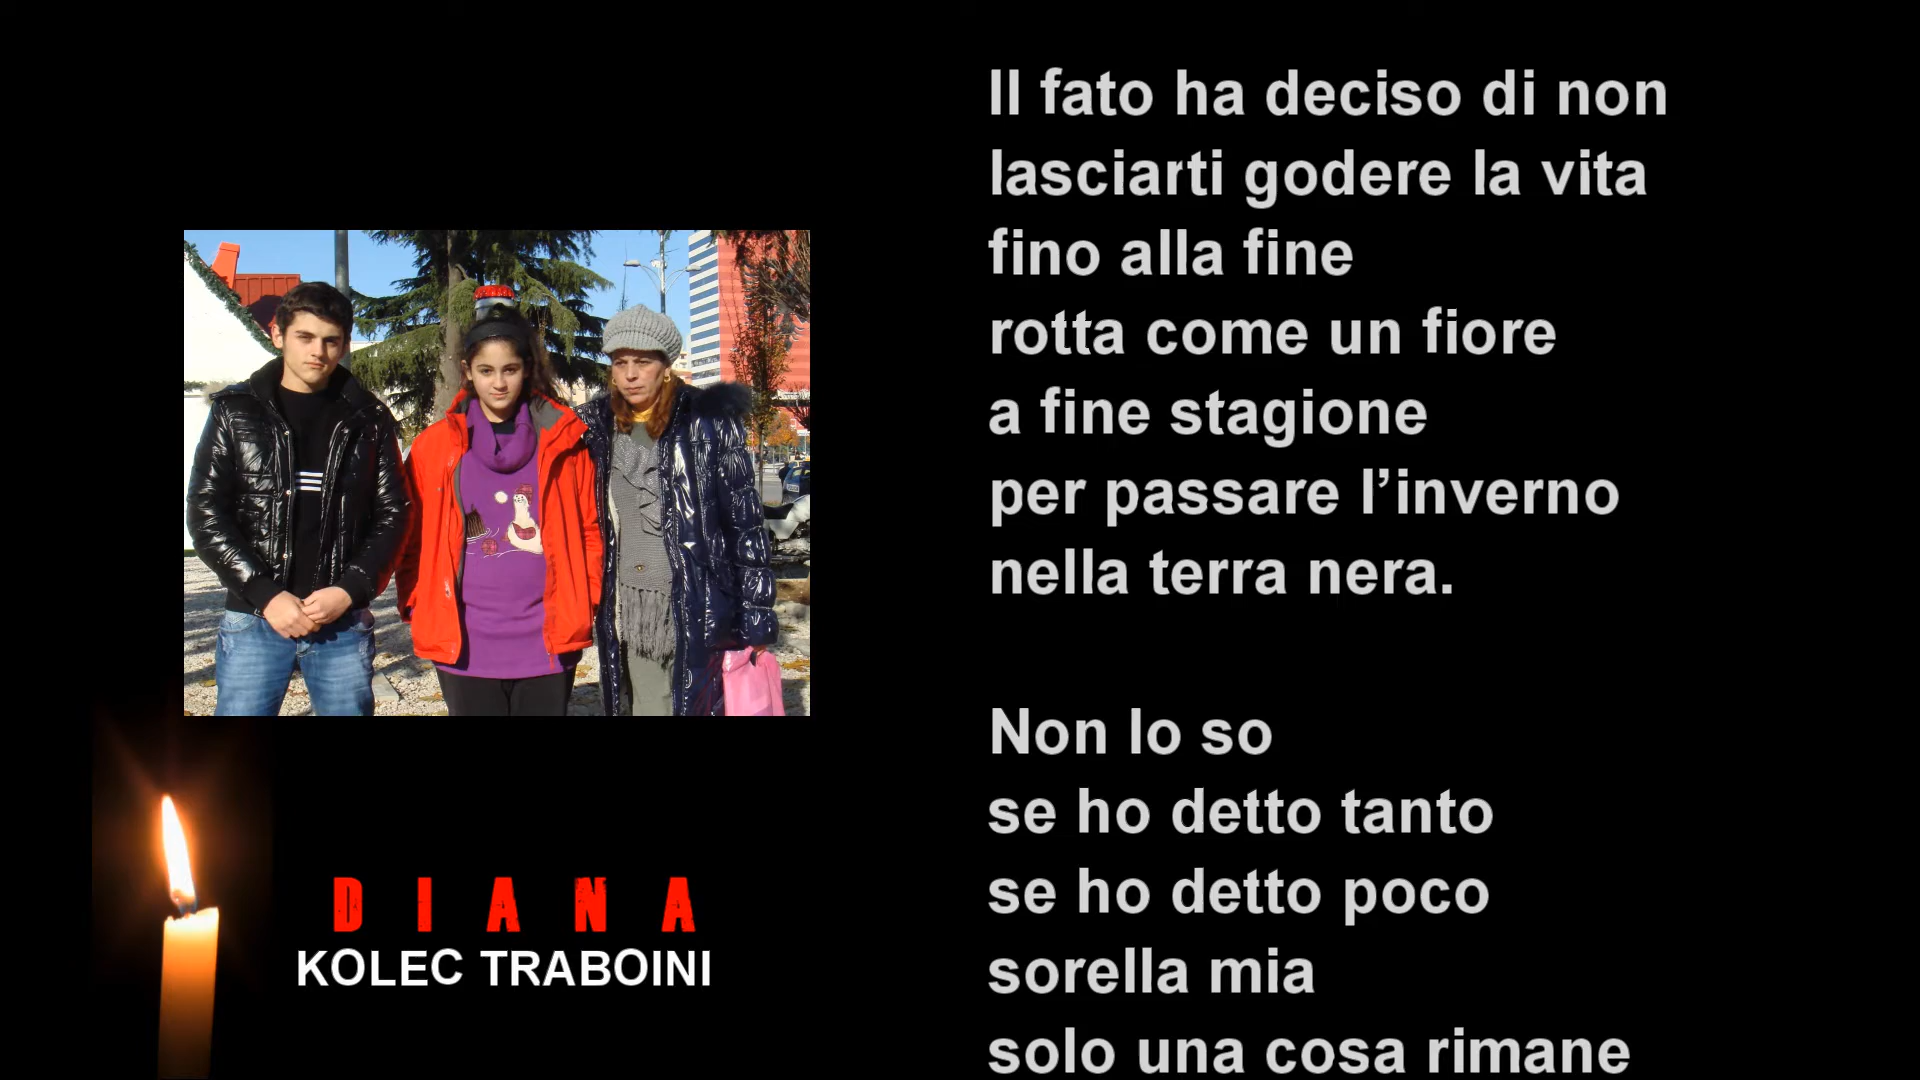 Il fato ha deciso di non
lasciarti godere la vita
fino alla fine
rotta come un fiore
a fine stagione
per passare l’inverno
nella terra nera.
Non lo so
se ho detto tanto
se ho detto poco
sorella mia
solo una cosa rimane
DIANA
KOLEC TRABOINI